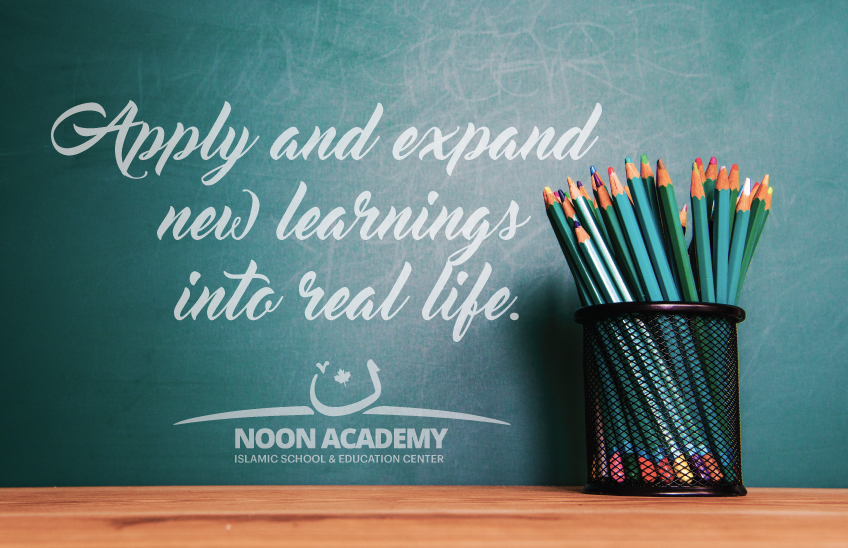 Apply and expand
new learnings
into real life.
NOON ACADEMY
ISLAMIC SCHOOL & EDUCATION CENTER